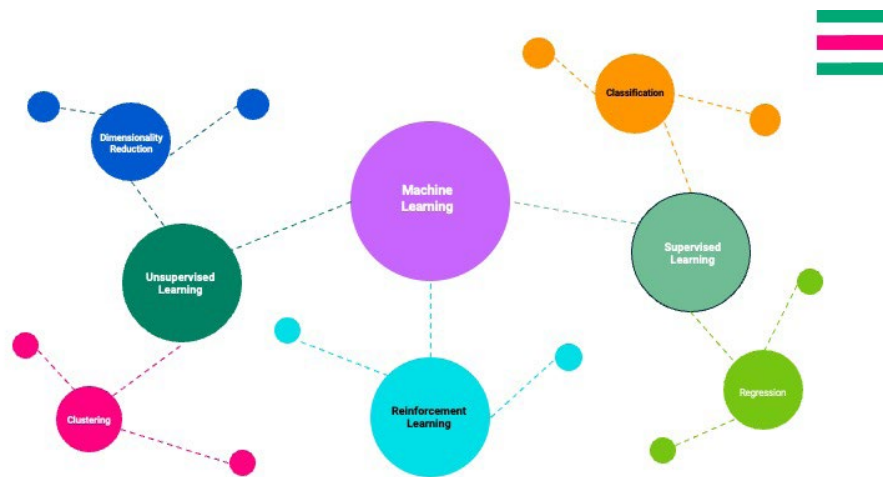 Classification
Dimensionality
Reduction
Machine
Learning
Supervised
Learning
Unsupervised
Learning
Regression
Reinforcement
Learning
Clustering